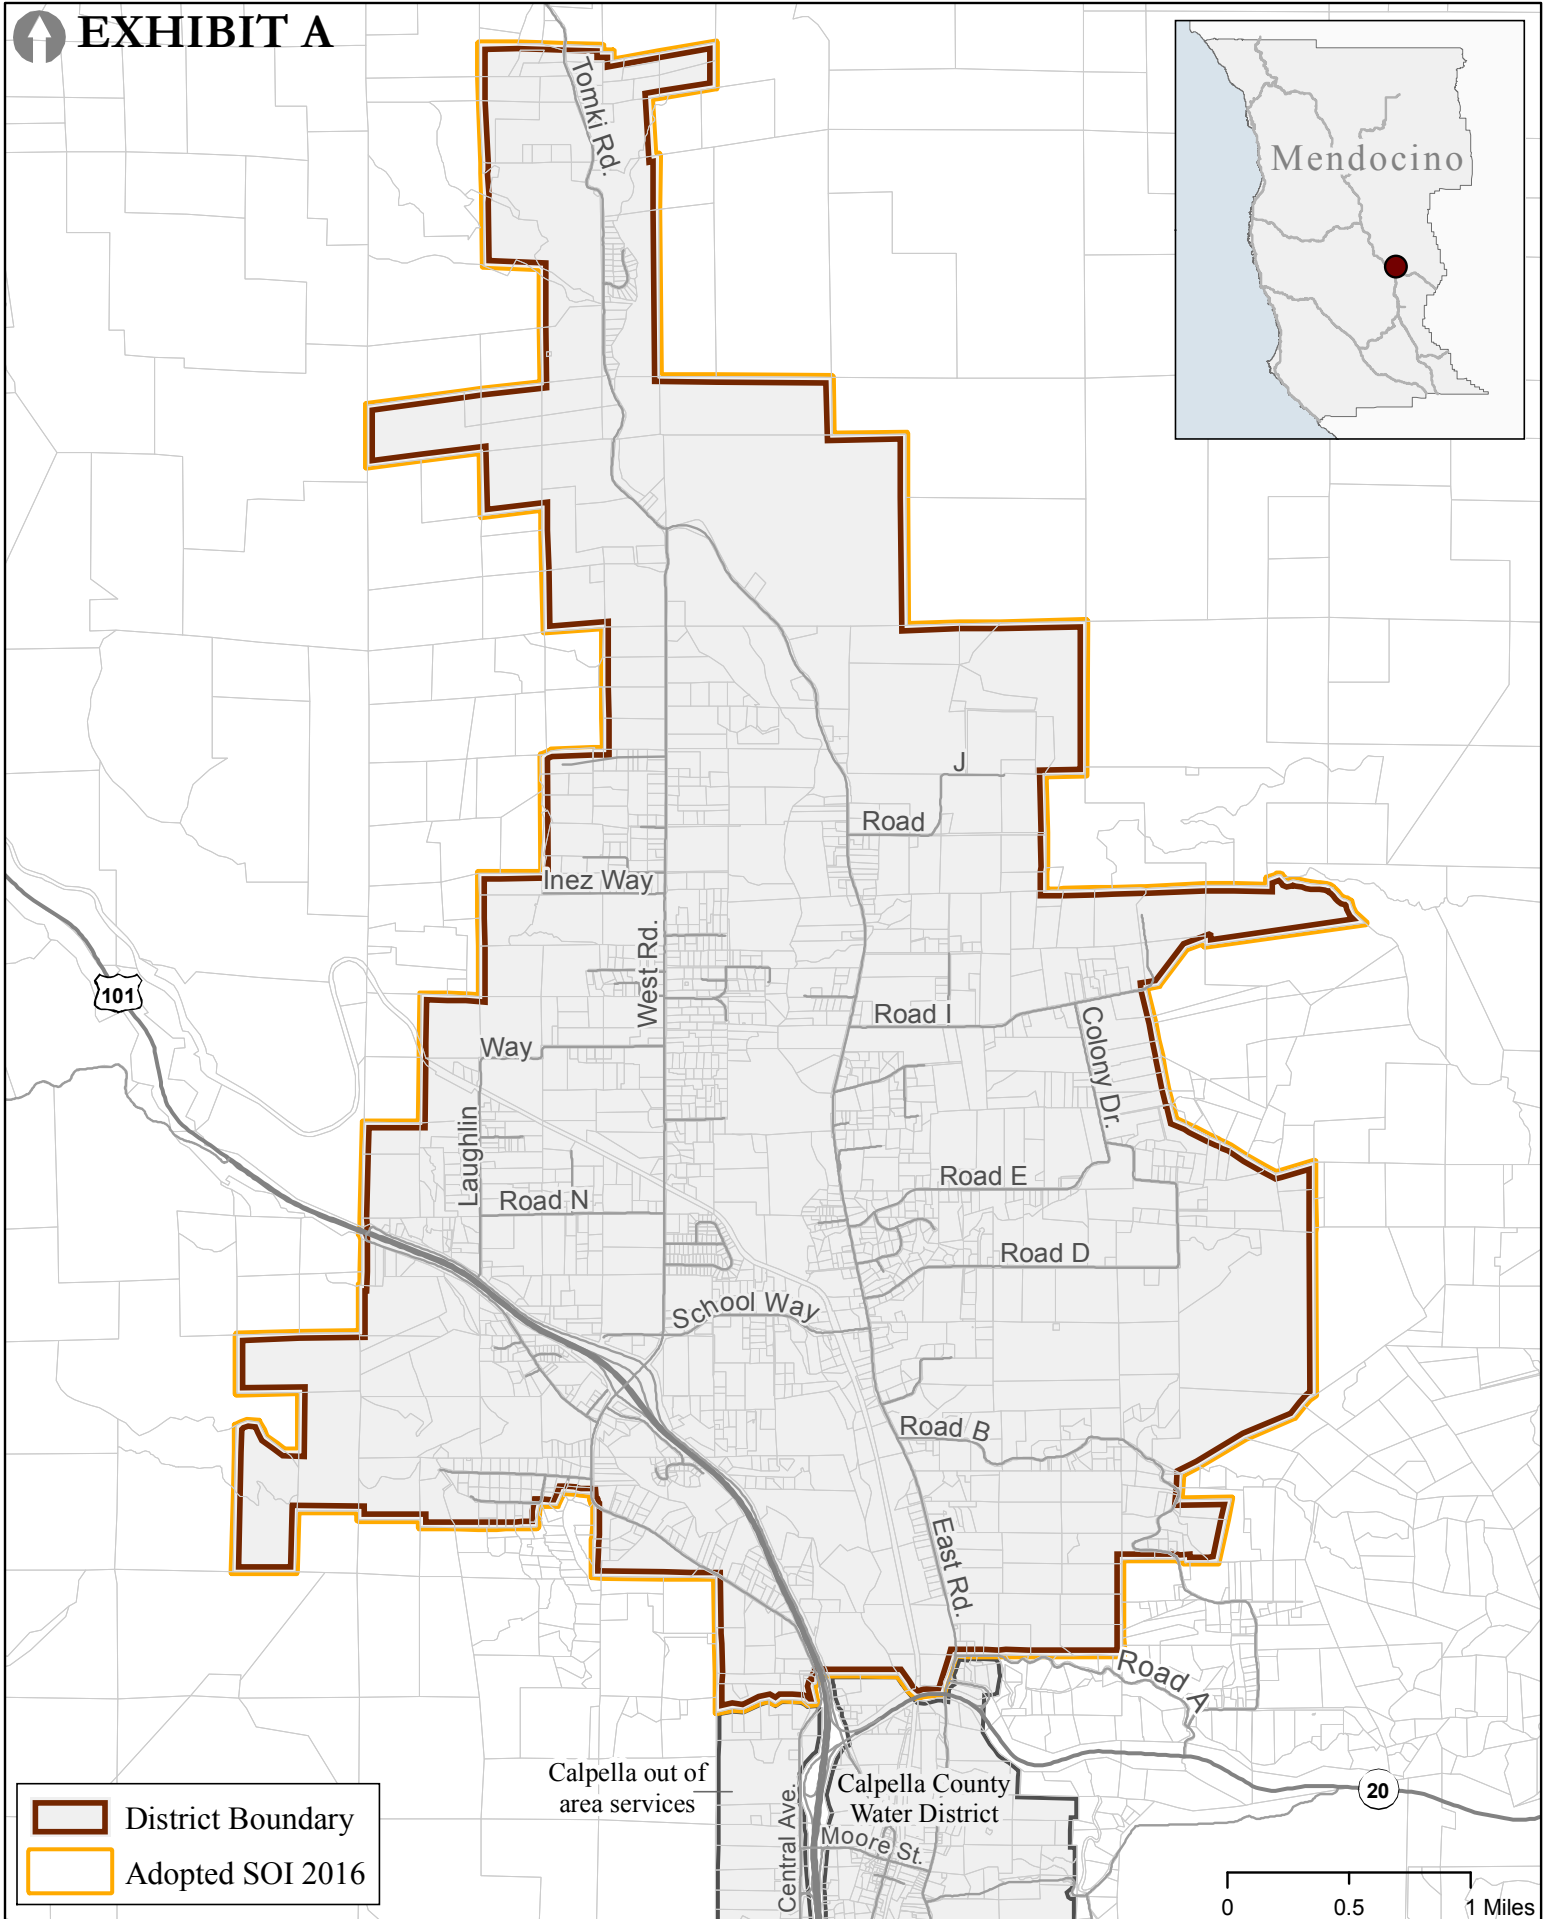 EXHIBIT A
Tomki Rd.
Mendocino
J
Road
Inez Way
West Rd.
101
Road I
Way
Colony Dr.
Laughlin
Road E
Road N
Road D
School Way
Road B
East Rd.
Road A
Calpella out of
area services
Calpella County
Water District
20
Central Ave.
Moore St.
District Boundary
Adopted SOI 2016
0 0.5 1 Miles